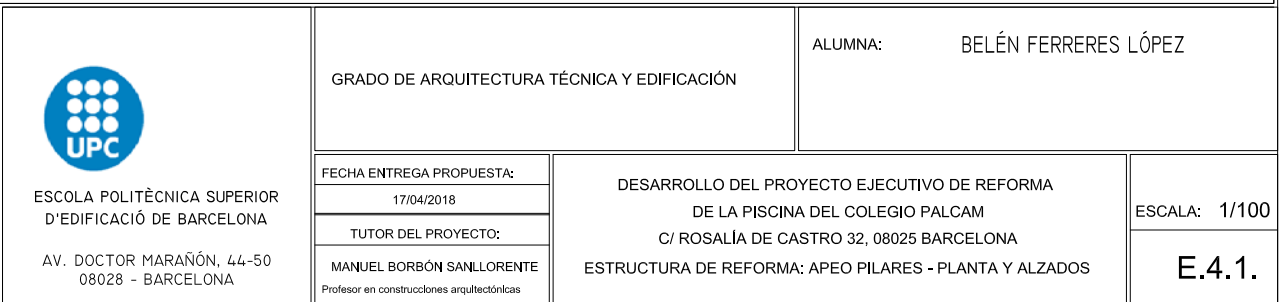 UPC
ESCOLA POLITÈCNICA SUPERIOR
D'EDIFICACIÓ DE BARCELONA
AV. DOCTOR MARAÑÓN, 44-50
08028 - BARCELONA
GRADO DE ARQUITECTURA TÉCNICA Y EDIFICACIÓN
ALUMNA: BELÉN FERRERES LÓPEZ
FECHA ENTREGA PROPUESTA:
17/04/2018
TUTOR DEL PROYECTO:
MANUEL BORBÓN SANLLORENTE
Profesor en construcciones arquitectónicas
DESARROLLO DEL PROYECTO EJECUTIVO DE REFORMA
DE LA PISCINA DEL COLEGIO PALCAM
C/ ROSALÍA DE CASTRO 32, 08025 BARCELONA
ESTRUCTURA DE REFORMA: APEO PILARES - PLANTA Y ALZADOS
ESCALA: 1/100
E.4.1.